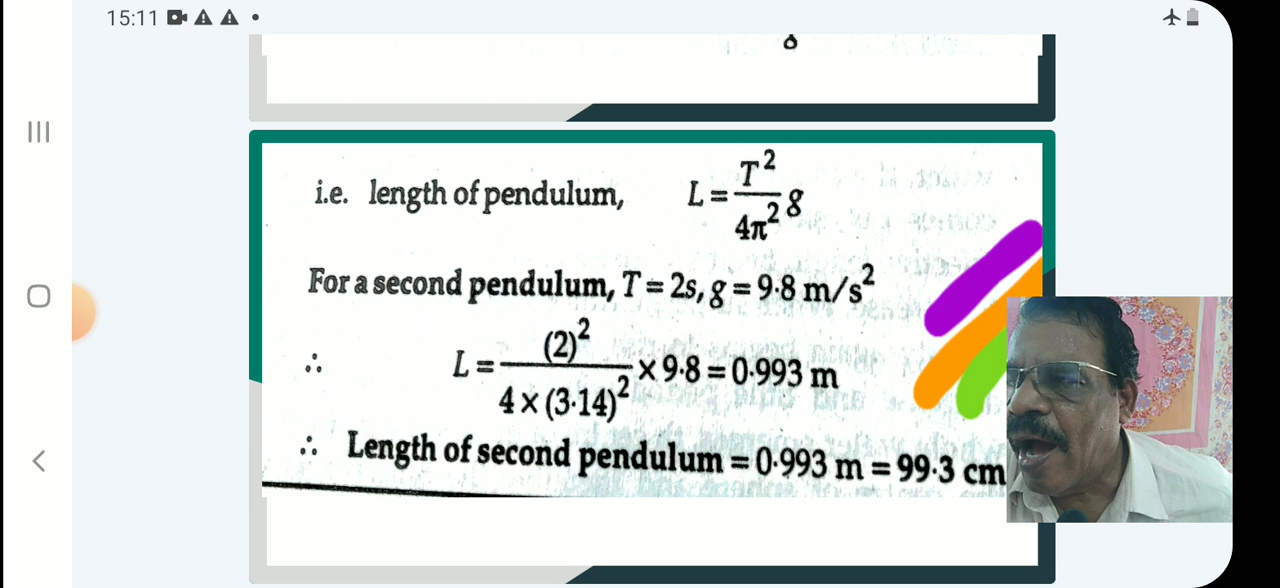 15:11
g
i.e. length of pendulum, L = T²/4π² g
For a second pendulum, T = 2s, g = 9·8 m/s²
∴ L = (2)²/4 × (3·14)² × 9·8 = 0·993 m
∴ Length of second pendulum = 0·993 m = 99·3 cm